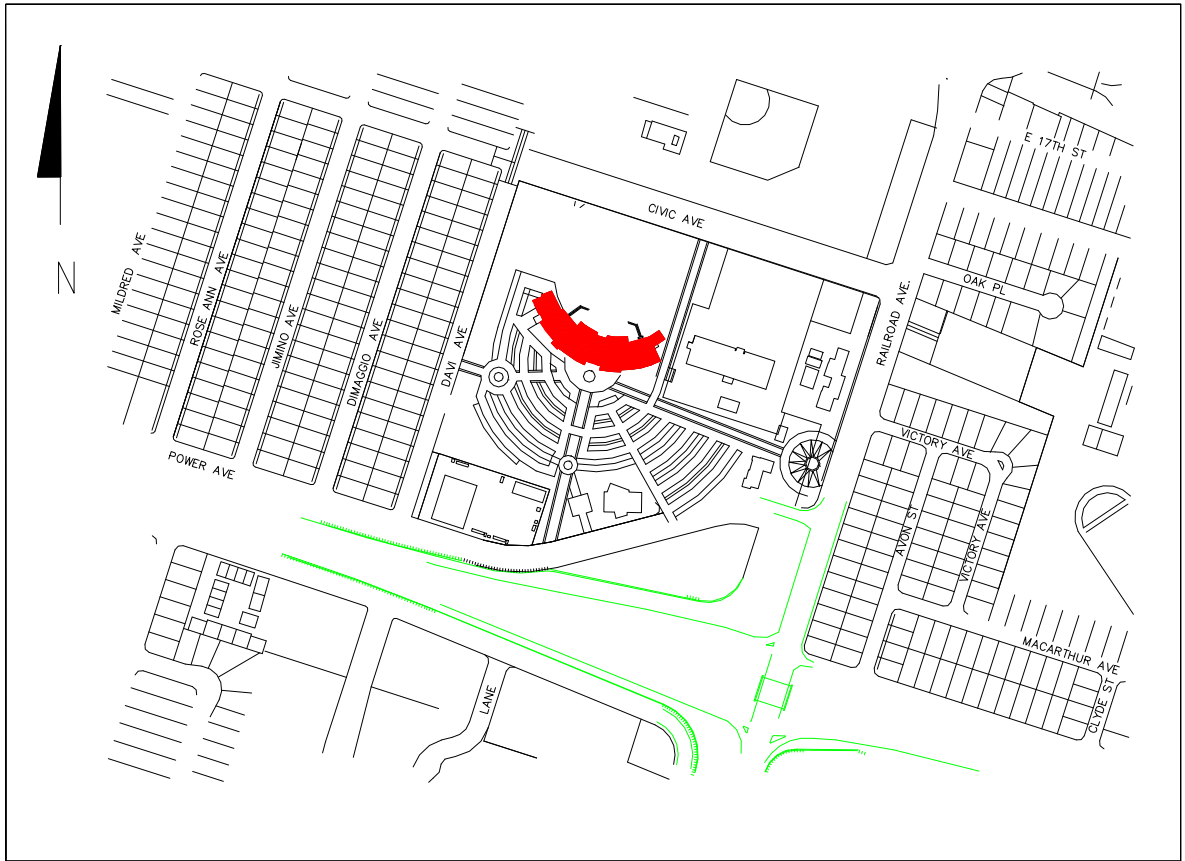 E 17TH ST
CIVIC AVE
N
MILDRED AVE
ROSE ANN AVE
JIMINO AVE
DIMAGGIO AVE
DAVI AVE
OAK PL
RAILROAD AVE.
VICTORY AVE
POWER AVE
AVON ST
VICTORY AVE
MACARTHUR AVE
LANE
CLYDE ST